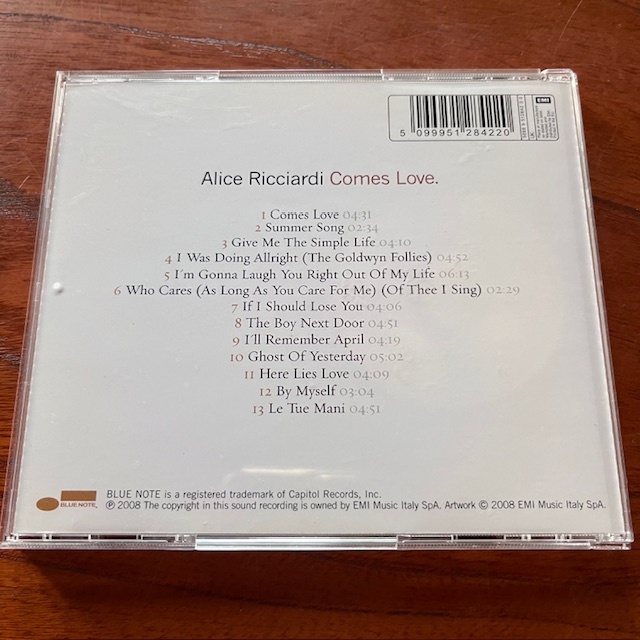 5 099951 284220
EMI
Alice Ricciardi Comes Love.
1 Comes Love 04:31
2 Summer Song 02:34
3 Give Me The Simple Life 04:10
4 I Was Doing Allright (The Goldwyn Follies) 04:52
5 I'm Gonna Laugh You Right Out Of My Life 06:13
6 Who Cares (As Long As You Care For Me) (Of Thee I Sing) 02:29
7 If I Should Lose You 04:06
8 The Boy Next Door 04:51
9 I'll Remember April 04:19
10 Ghost Of Yesterday 05:02
11 Here Lies Love 04:09
12 By Myself 03:04
13 Le Tue Mani 04:51
BLUE NOTE
BLUE NOTE is a registered trademark of Capitol Records, Inc.
℗ 2008 The copyright in this sound recording is owned by EMI Music Italy SpA. Artwork © 2008 EMI Music Italy SpA.